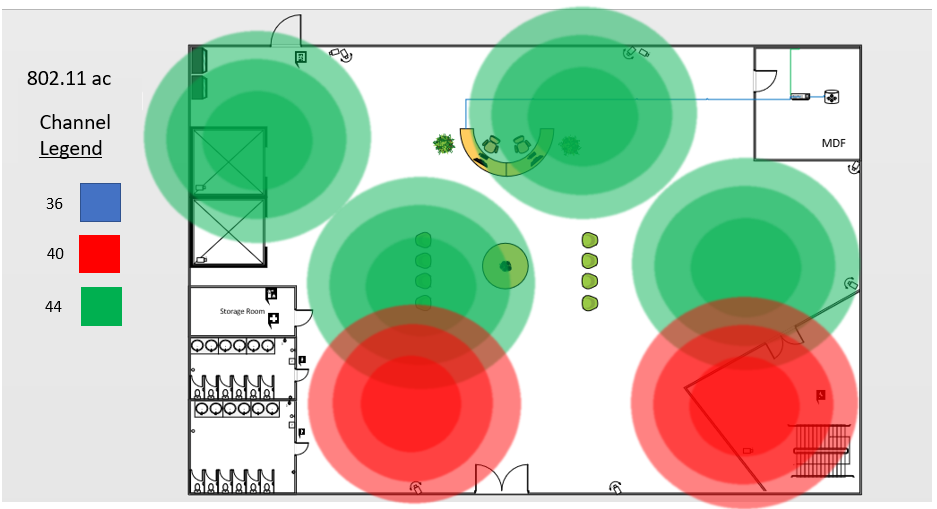 802.11 ac
Channel
Legend
36
40
44
MDF
Storage Room